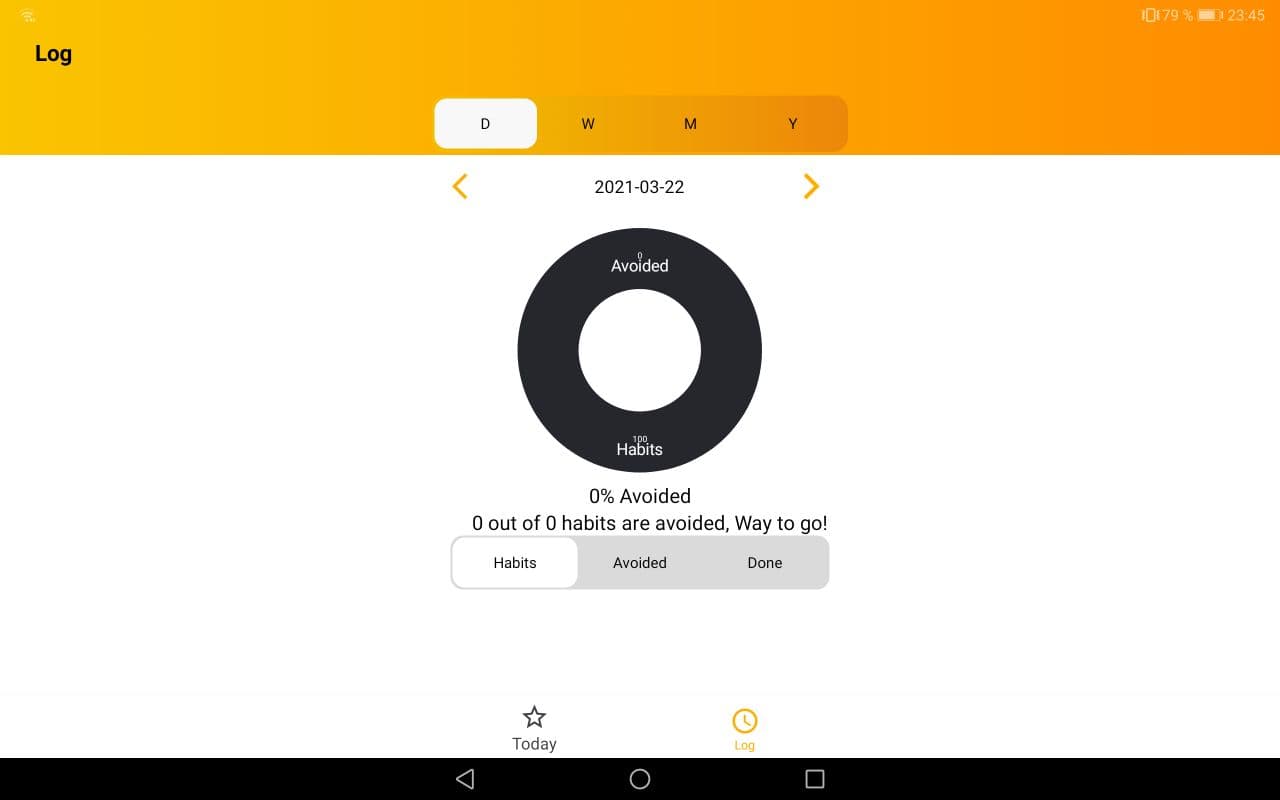 79 % 23:45
Log
D W M Y
2021-03-22
0
Avoided
100
Habits
0% Avoided
0 out of 0 habits are avoided, Way to go!
Habits Avoided Done
Today Log